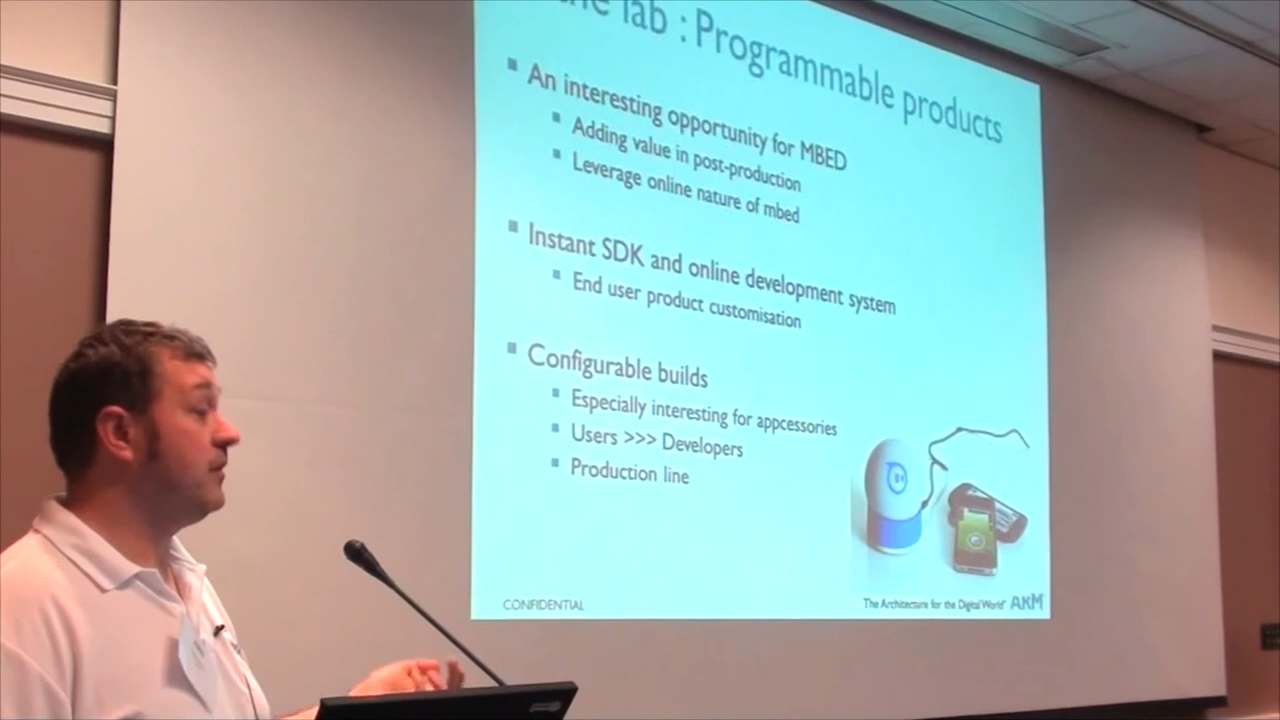 lab : Programmable products
An interesting opportunity for MBED
Adding value in post-production
Leverage online nature of mbed
Instant SDK and online development system
End user product customisation
Configurable builds
Especially interesting for appcessories
Users >>> Developers
Production line
CONFIDENTIAL
The Architecture for the Digital World® ARM